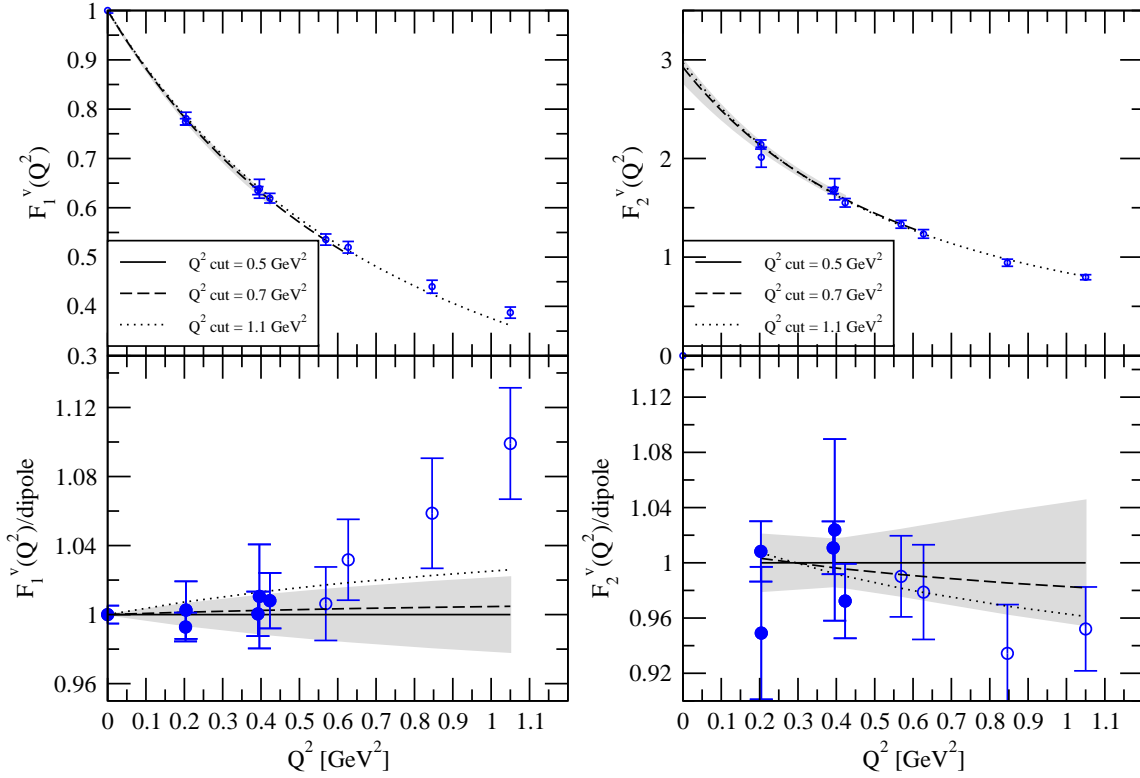 1
0.9
0.8
0.7
0.6
0.5
0.4
0.3
F₁ᵛ(Q²)
Q² cut = 0.5 GeV²
Q² cut = 0.7 GeV²
Q² cut = 1.1 GeV²
3
2
1
0
F₂ᵛ(Q²)
Q² cut = 0.5 GeV²
Q² cut = 0.7 GeV²
Q² cut = 1.1 GeV²
1.12
1.08
1.04
1
0.96
F₁ᵛ(Q²)/dipole
0 0.1 0.2 0.3 0.4 0.5 0.6 0.7 0.8 0.9 1 1.1
Q² [GeV²]
1.12
1.08
1.04
1
0.96
0.92
F₂ᵛ(Q²)/dipole
0 0.1 0.2 0.3 0.4 0.5 0.6 0.7 0.8 0.9 1 1.1
Q² [GeV²]